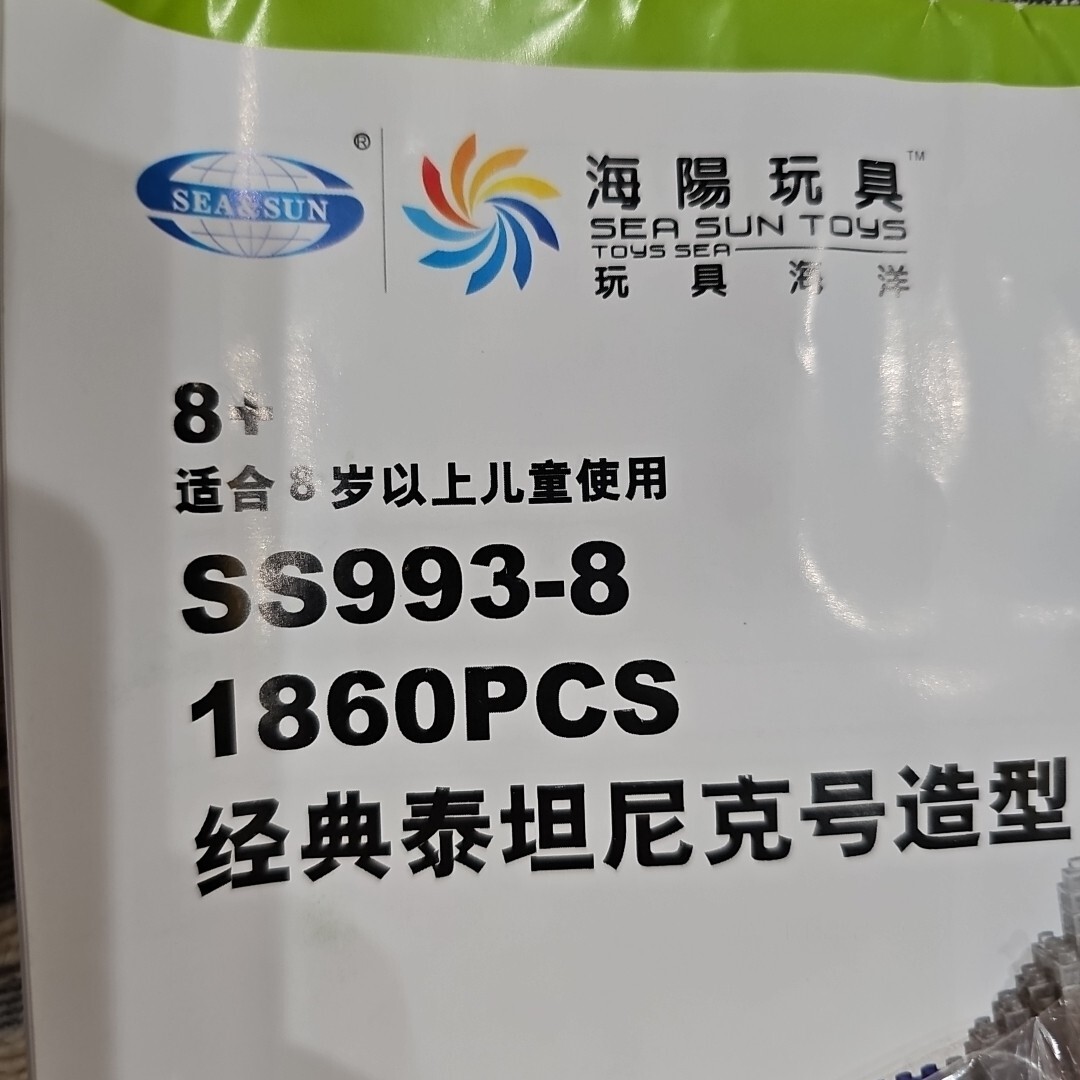 SEA&SUN®
海陽玩具™
SEA SUN TOYS
TOYS SEA
玩具海洋
8+
适合8岁以上儿童使用
SS993-8
1860PCS
经典泰坦尼克号造型